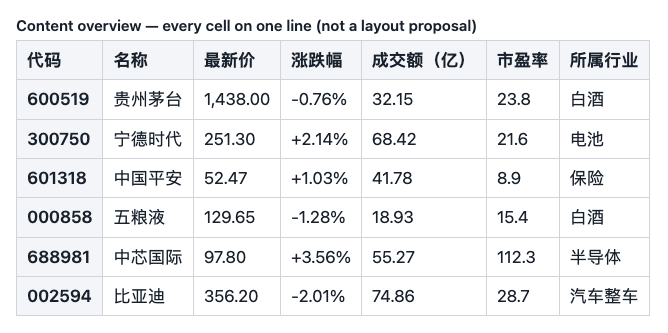 Content overview — every cell on one line (not a layout proposal)
代码 名称 最新价 涨跌幅 成交额（亿） 市盈率 所属行业
600519 贵州茅台 1,438.00 -0.76% 32.15 23.8 白酒
300750 宁德时代 251.30 +2.14% 68.42 21.6 电池
601318 中国平安 52.47 +1.03% 41.78 8.9 保险
000858 五粮液 129.65 -1.28% 18.93 15.4 白酒
688981 中芯国际 97.80 +3.56% 55.27 112.3 半导体
002594 比亚迪 356.20 -2.01% 74.86 28.7 汽车整车